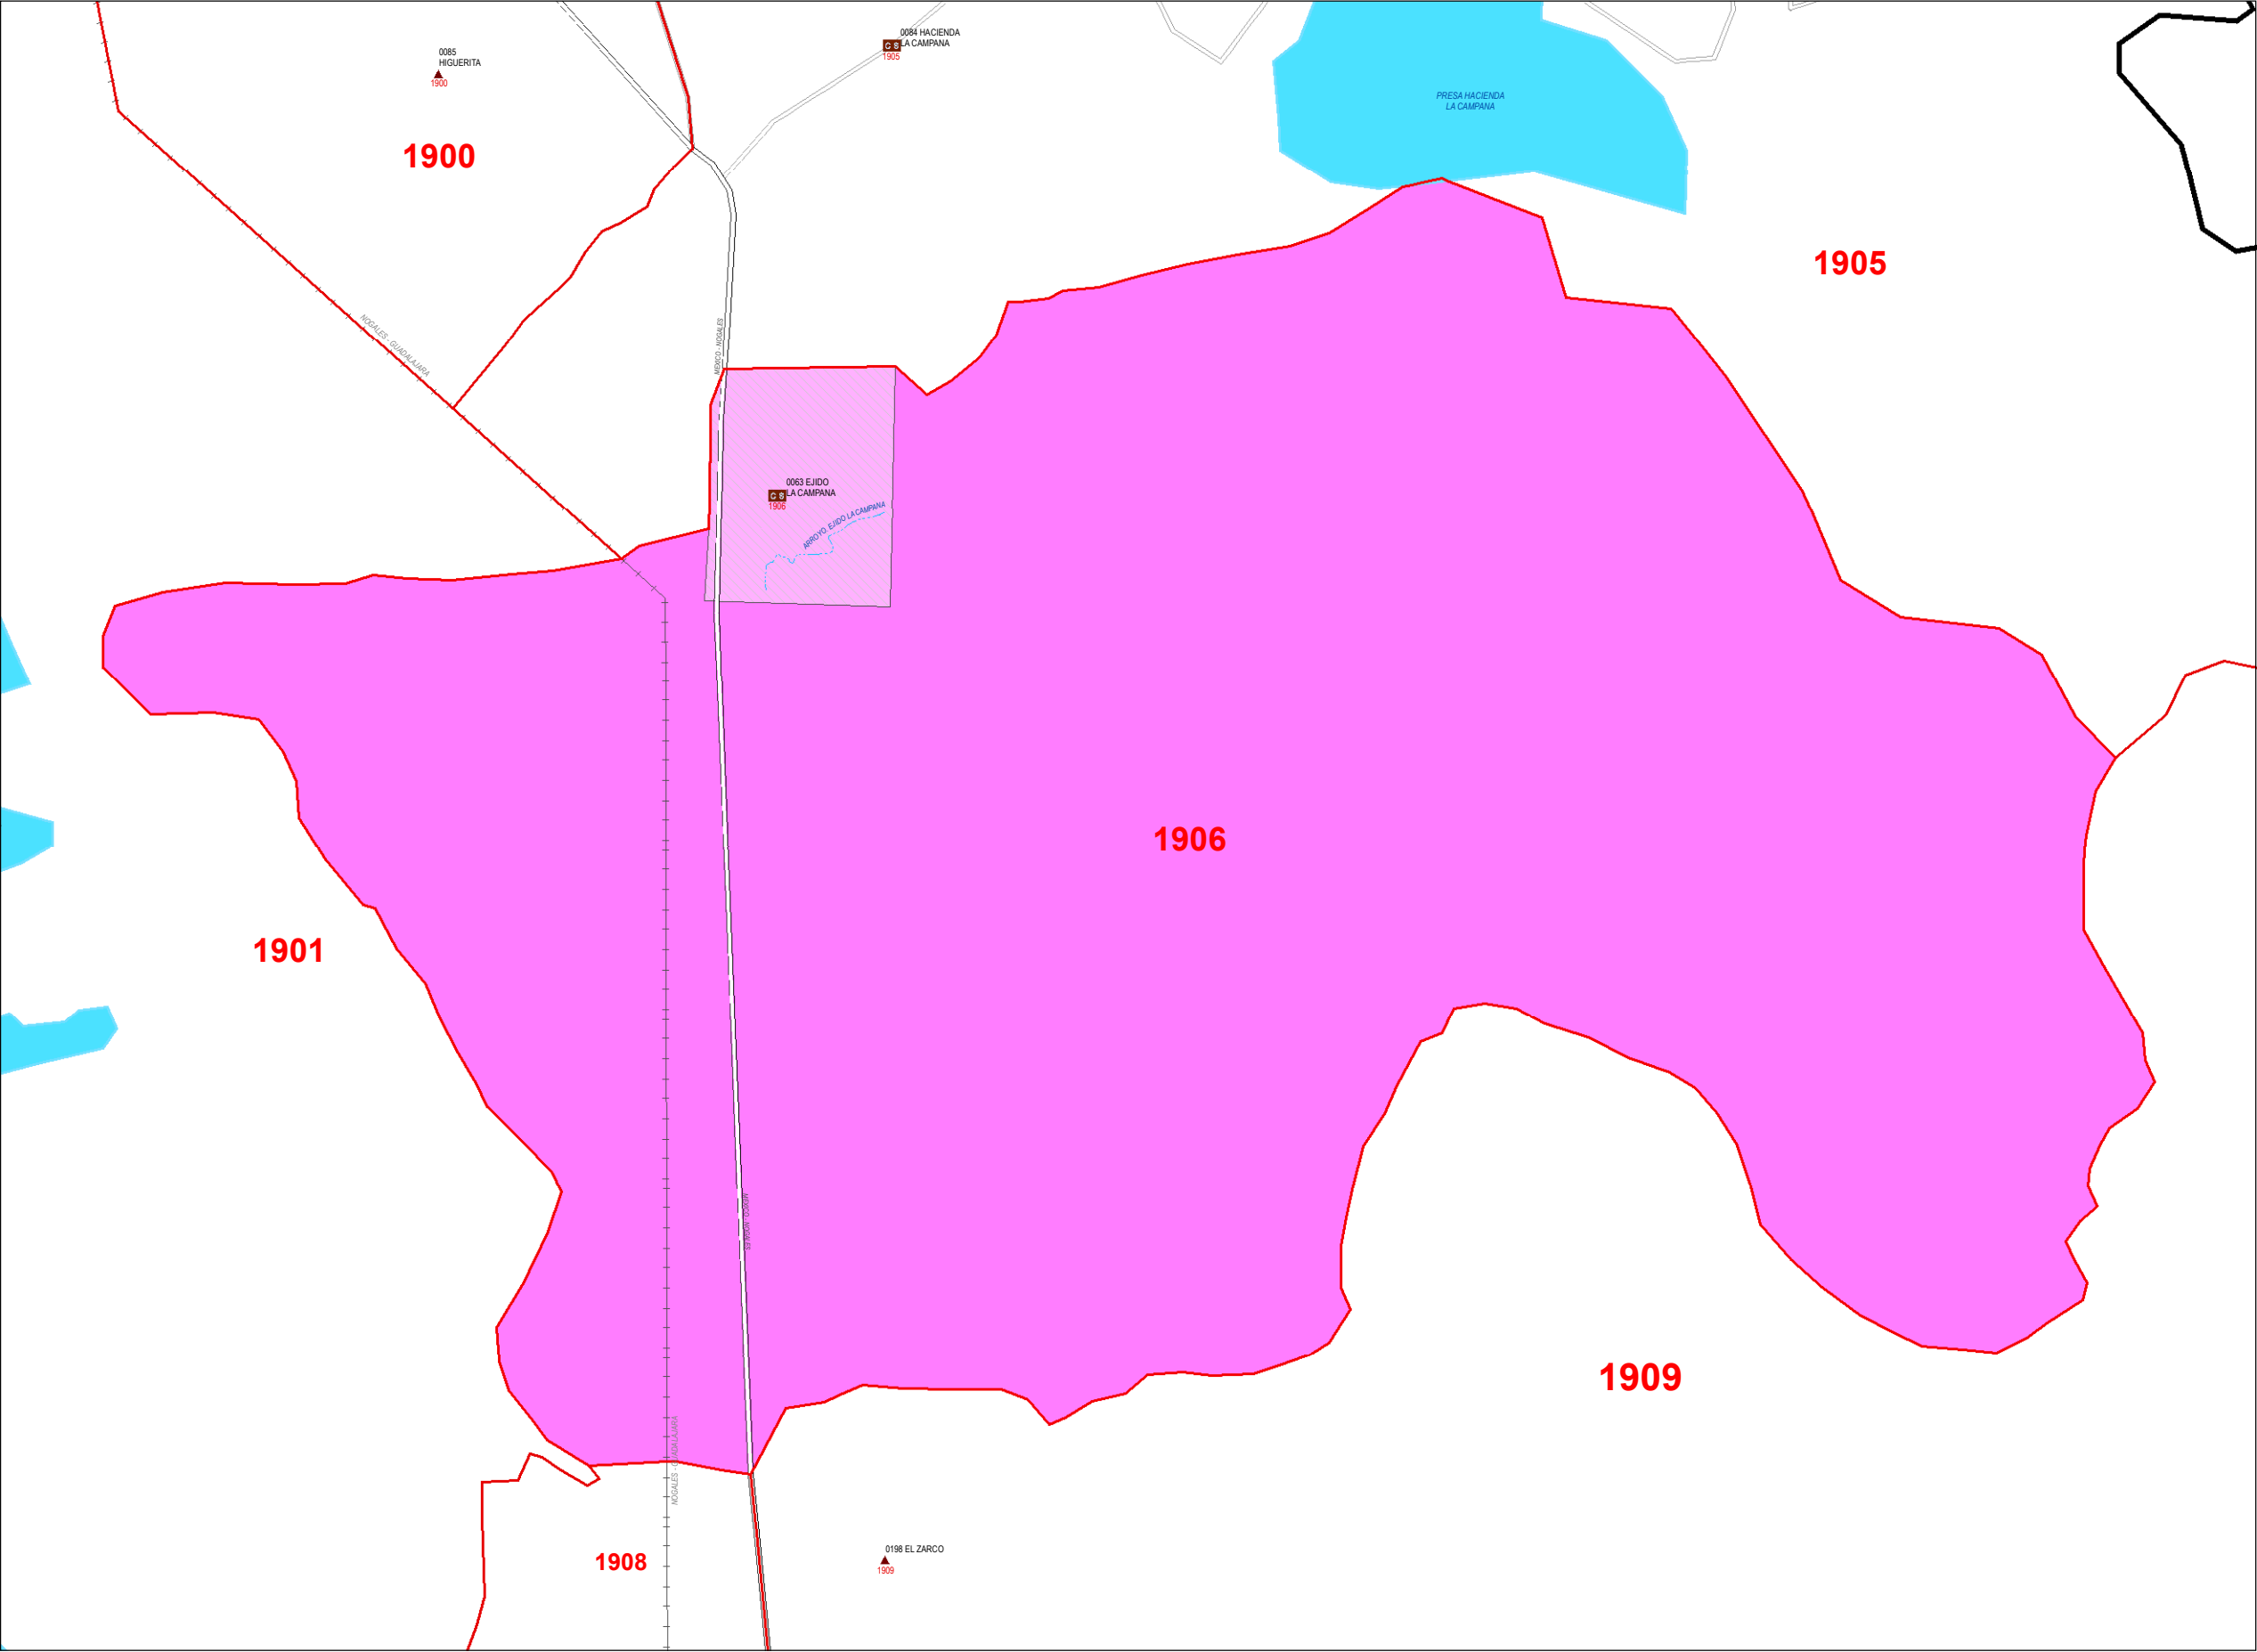 0084 HACIENDA
LA CAMPANA
C S
1905
0085
HIGUERITA
1900
PRESA HACIENDA
LA CAMPANA
1900
1905
NOGALES - GUADALAJARA
MEXICO - NOGALES
0063 EJIDO
LA CAMPANA
C S
1906
ARROYO, EJIDO LA CAMPANA
1906
1901
MEXICO - NOGALES
1909
NOGALES - GUADALAJARA
0198 EL ZARCO
1908
1909